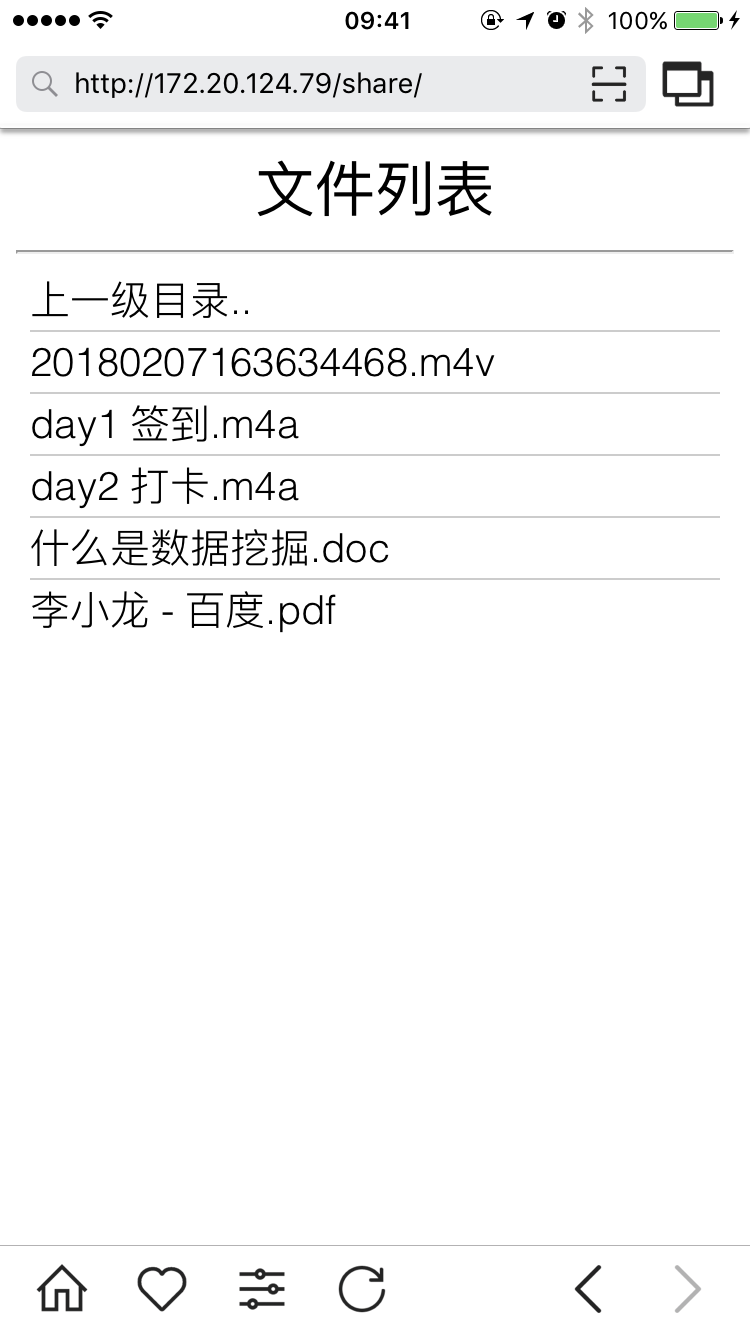 09:41
100%
http://172.20.124.79/share/
文件列表
上一级目录..
20180207163634468.m4v
day1 签到.m4a
day2 打卡.m4a
什么是数据挖掘.doc
李小龙 - 百度.pdf